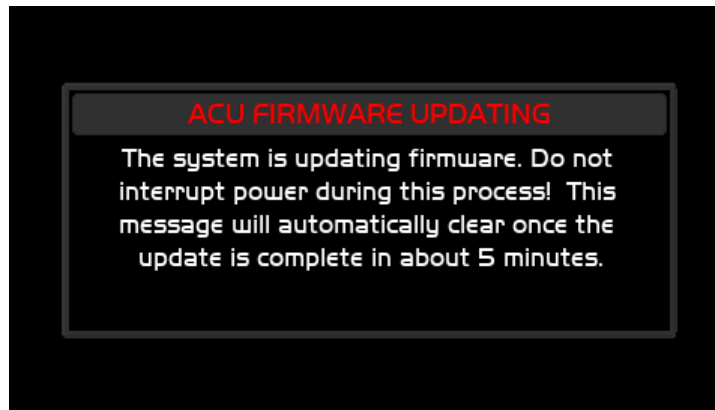 ACU FIRMWARE UPDATING
The system is updating firmware. Do not
interrupt power during this process!  This
message will automatically clear once the
update is complete in about 5 minutes.